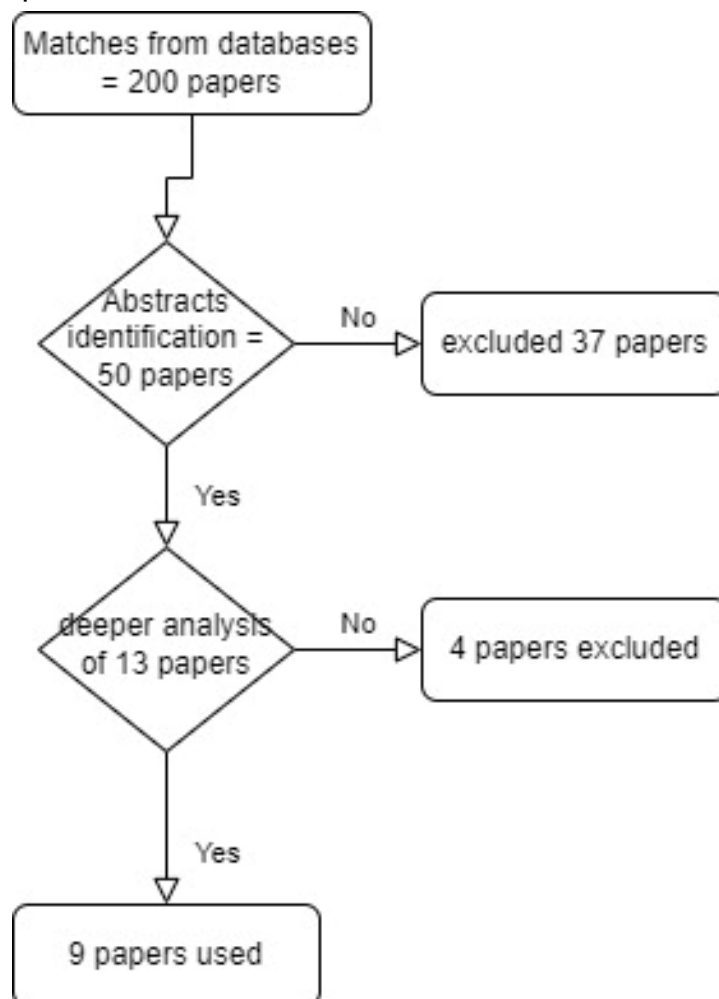 Matches from databases
= 200 papers
Abstracts
identification =
50 papers
No
excluded 37 papers
Yes
deeper analysis
of 13 papers
No
4 papers excluded
Yes
9 papers used